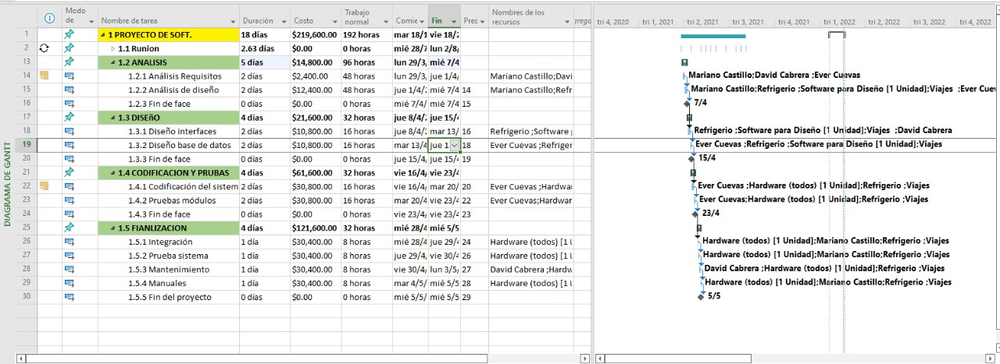 Modo de Nombre de tarea Duración Costo Trabajo normal Comie Fin Prec Nombres de los recursos tri 4, 2020 tri 1, 2021 tri 2, 2021 tri 3, 2021 tri 4, 2021 tri 1, 2022 tri 2, 2022 tri 3, 2022 tri 4, 2022
1 1 PROYECTO DE SOFT. 18 días $219,600.00 192 horas mar 18/1 vie 18/2
2 1.1 Runion 2.63 días $0.00 0 horas mié 28/7 lun 2/8/
13 1.2 ANALISIS 5 días $14,800.00 96 horas lun 29/3, mié 7/4
14 1.2.1 Análisis Requisitos 2 días $2,400.00 48 horas lun 29/3, jue 1/4/ Mariano Castillo;Davi Mariano Castillo;David Cabrera ;Ever Cuevas
15 1.2.2 Análisis de diseño 2 días $12,400.00 48 horas jue 1/4/2 mié 7/4 14 Mariano Castillo;Refr Mariano Castillo;Refrigerio ;Software para Diseño [1 Unidad];Viajes ;Ever Cuev
16 1.2.3 Fin de face 0 días $0.00 0 horas mié 7/4/ mié 7/4 15 7/4
17 1.3 DISEñO 4 días $21,600.00 32 horas jue 8/4/2 jue 15/4
18 1.3.1 Diseño interfaces 2 días $10,800.00 16 horas jue 8/4/2 mar 13/ 16 Refrigerio ;Software Refrigerio ;Software para Diseño [1 Unidad];Viajes ;David Cabrera
19 1.3.2 Diseño base de datos 2 días $10,800.00 16 horas mar 13/4 jue 1 18 Ever Cuevas ;Refriger Ever Cuevas ;Refrigerio ;Software para Diseño [1 Unidad];Viajes
20 1.3.3 Fin de face 0 días $0.00 0 horas jue 15/4, jue 15/4 19 15/4
21 1.4 CODIFICACION Y PRUBAS 4 días $61,600.00 32 horas vie 16/4, vie 23/4
22 1.4.1 Codificación del sistem 2 días $30,800.00 16 horas vie 16/4, mar 20/ 20 Ever Cuevas ;Hardwa Ever Cuevas ;Hardware (todos) [1 Unidad];Refrigerio ;Viajes
23 1.4.2 Pruebas módulos 2 días $30,800.00 16 horas mar 20/4 vie 23/4 22 Ever Cuevas;Hardwar Ever Cuevas;Hardware (todos) [1 Unidad];Refrigerio ;Viajes
24 1.4.3 Fin de face 0 días $0.00 0 horas vie 23/4, vie 23/4 23 23/4
25 1.5 FIANLIZACION 4 días $121,600.00 32 horas mié 28/4 mié 5/5
26 1.5.1 Integración 1 día $30,400.00 8 horas mié 28/4 jue 29/4 24 Hardware (todos) [1 U Hardware (todos) [1 Unidad];Mariano Castillo;Refrigerio ;Viajes
27 1.5.2 Prueba sistema 1 día $30,400.00 8 horas jue 29/4, vie 30/4 26 Hardware (todos) [1 U Hardware (todos) [1 Unidad];Mariano Castillo;Refrigerio ;Viajes
28 1.5.3 Mantenimiento 1 día $30,400.00 8 horas vie 30/4, lun 3/5/ 27 David Cabrera ;Hardw David Cabrera ;Hardware (todos) [1 Unidad];Refrigerio ;Viajes
29 1.5.4 Manuales 1 día $30,400.00 8 horas mar 4/5/ mié 5/5 28 Hardware (todos) [1 U Hardware (todos) [1 Unidad];Mariano Castillo;Refrigerio ;Viajes
30 1.5.5 Fin del proyecto 0 días $0.00 0 horas mié 5/5/ mié 5/5 29 5/5
DIAGRAMA DE GANTT